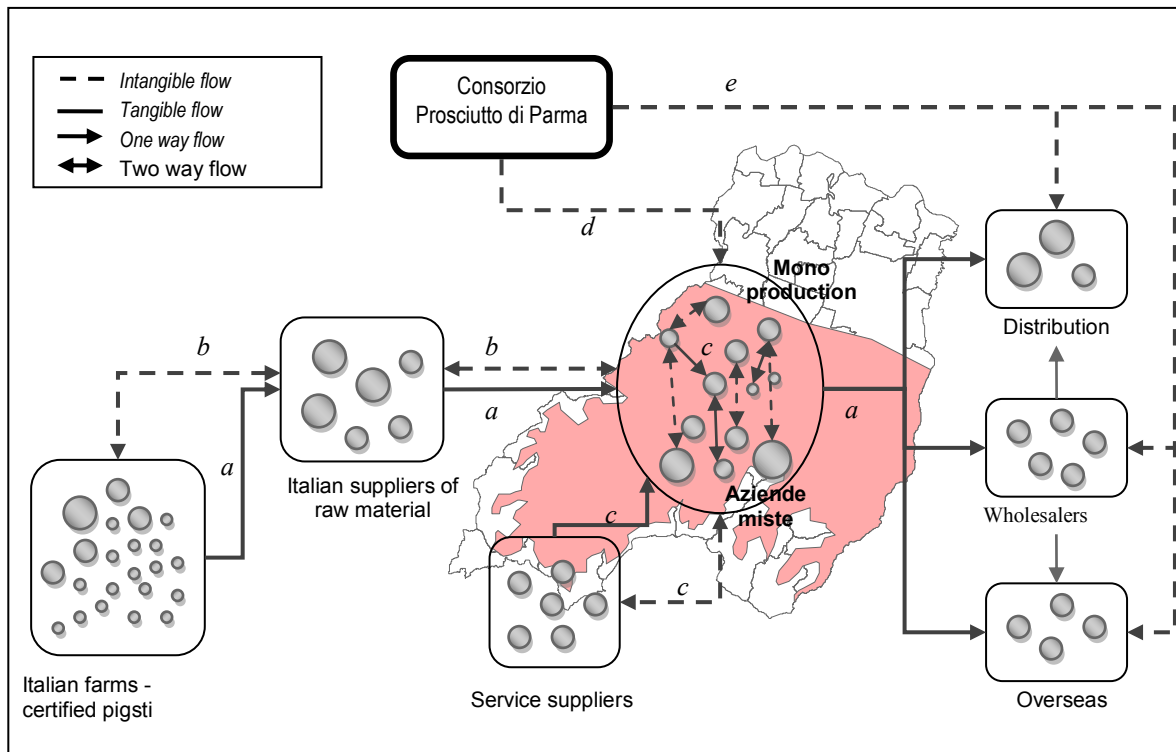 Intangible flow
Tangible flow
One way flow
Two way flow
Consorzio
Prosciutto di Parma
e
d
Mono
production
Distribution
b
b
c
a
a
a
Italian suppliers of
raw material
Aziende
miste
Wholesalers
c
c
Italian farms -
certified pigsti
Service suppliers
Overseas